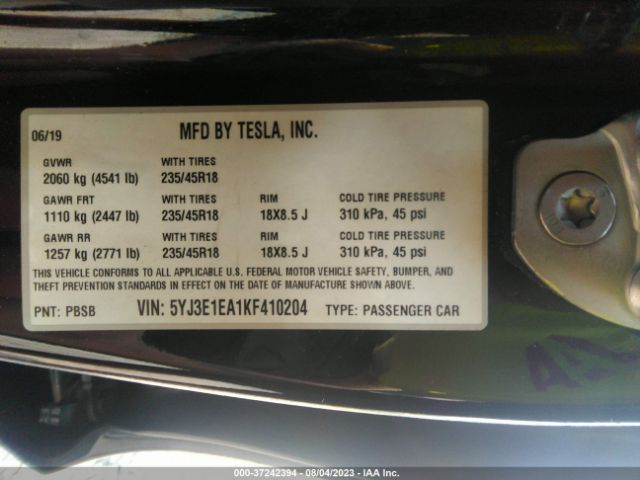 06/19 MFD BY TESLA, INC.
GVWR WITH TIRES
2060 kg (4541 lb) 235/45R18
GAWR FRT WITH TIRES RIM COLD TIRE PRESSURE
1110 kg (2447 lb) 235/45R18 18X8.5 J 310 kPa, 45 psi
GAWR RR WITH TIRES RIM COLD TIRE PRESSURE
1257 kg (2771 lb) 235/45R18 18X8.5 J 310 kPa, 45 psi
THIS VEHICLE CONFORMS TO ALL APPLICABLE U.S. FEDERAL MOTOR VEHICLE SAFETY, BUMPER, AND
THEFT PREVENTION STANDARDS IN EFFECT ON THE DATE OF MANUFACTURE SHOWN ABOVE.
PNT: PBSB VIN: 5YJ3E1EA1KF410204 TYPE: PASSENGER CAR
000-37242394 - 08/04/2023 - IAA Inc.